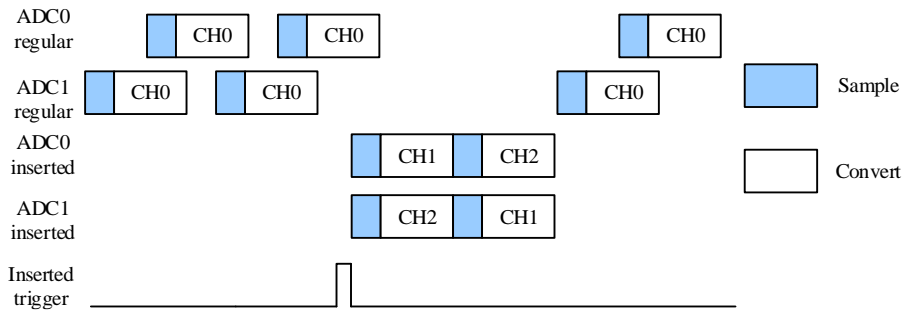 ADC0
regular
CH0 CH0 CH0
ADC1
regular
CH0 CH0 CH0
Sample
ADC0
inserted
CH1 CH2
Convert
ADC1
inserted
CH2 CH1
Inserted
trigger